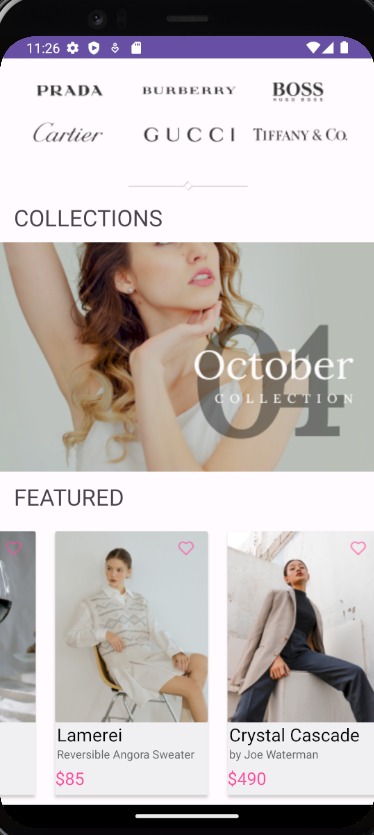 11:26
PRADA BURBERRY BOSS
HUGO BOSS
Cartier GUCCI TIFFANY & CO.
COLLECTIONS
04
October
COLLECTION
FEATURED
Lamerei Crystal Cascade
Reversible Angora Sweater by Joe Waterman
$85 $490